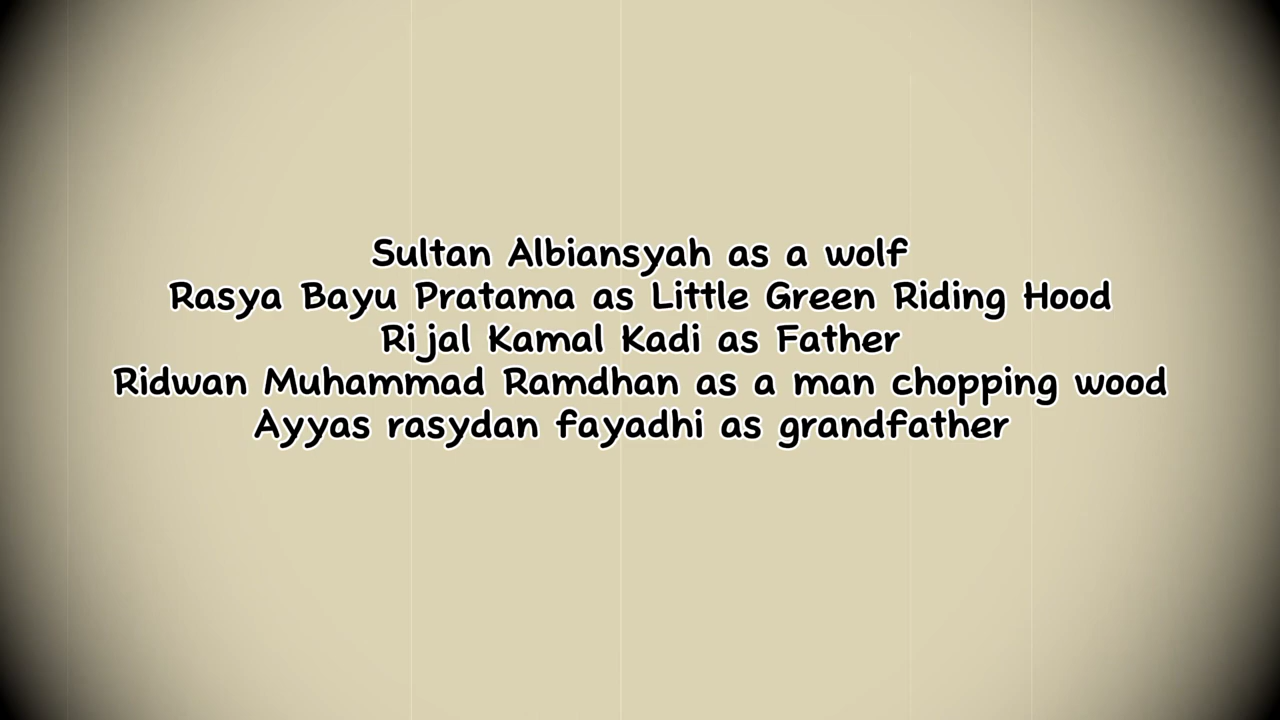 Sultan Albiansyah as a wolf
Rasya Bayu Pratama as Little Green Riding Hood
Rijal Kamal Kadi as Father
Ridwan Muhammad Ramdhan as a man chopping wood
Ayyas rasydan fayadhi as grandfather